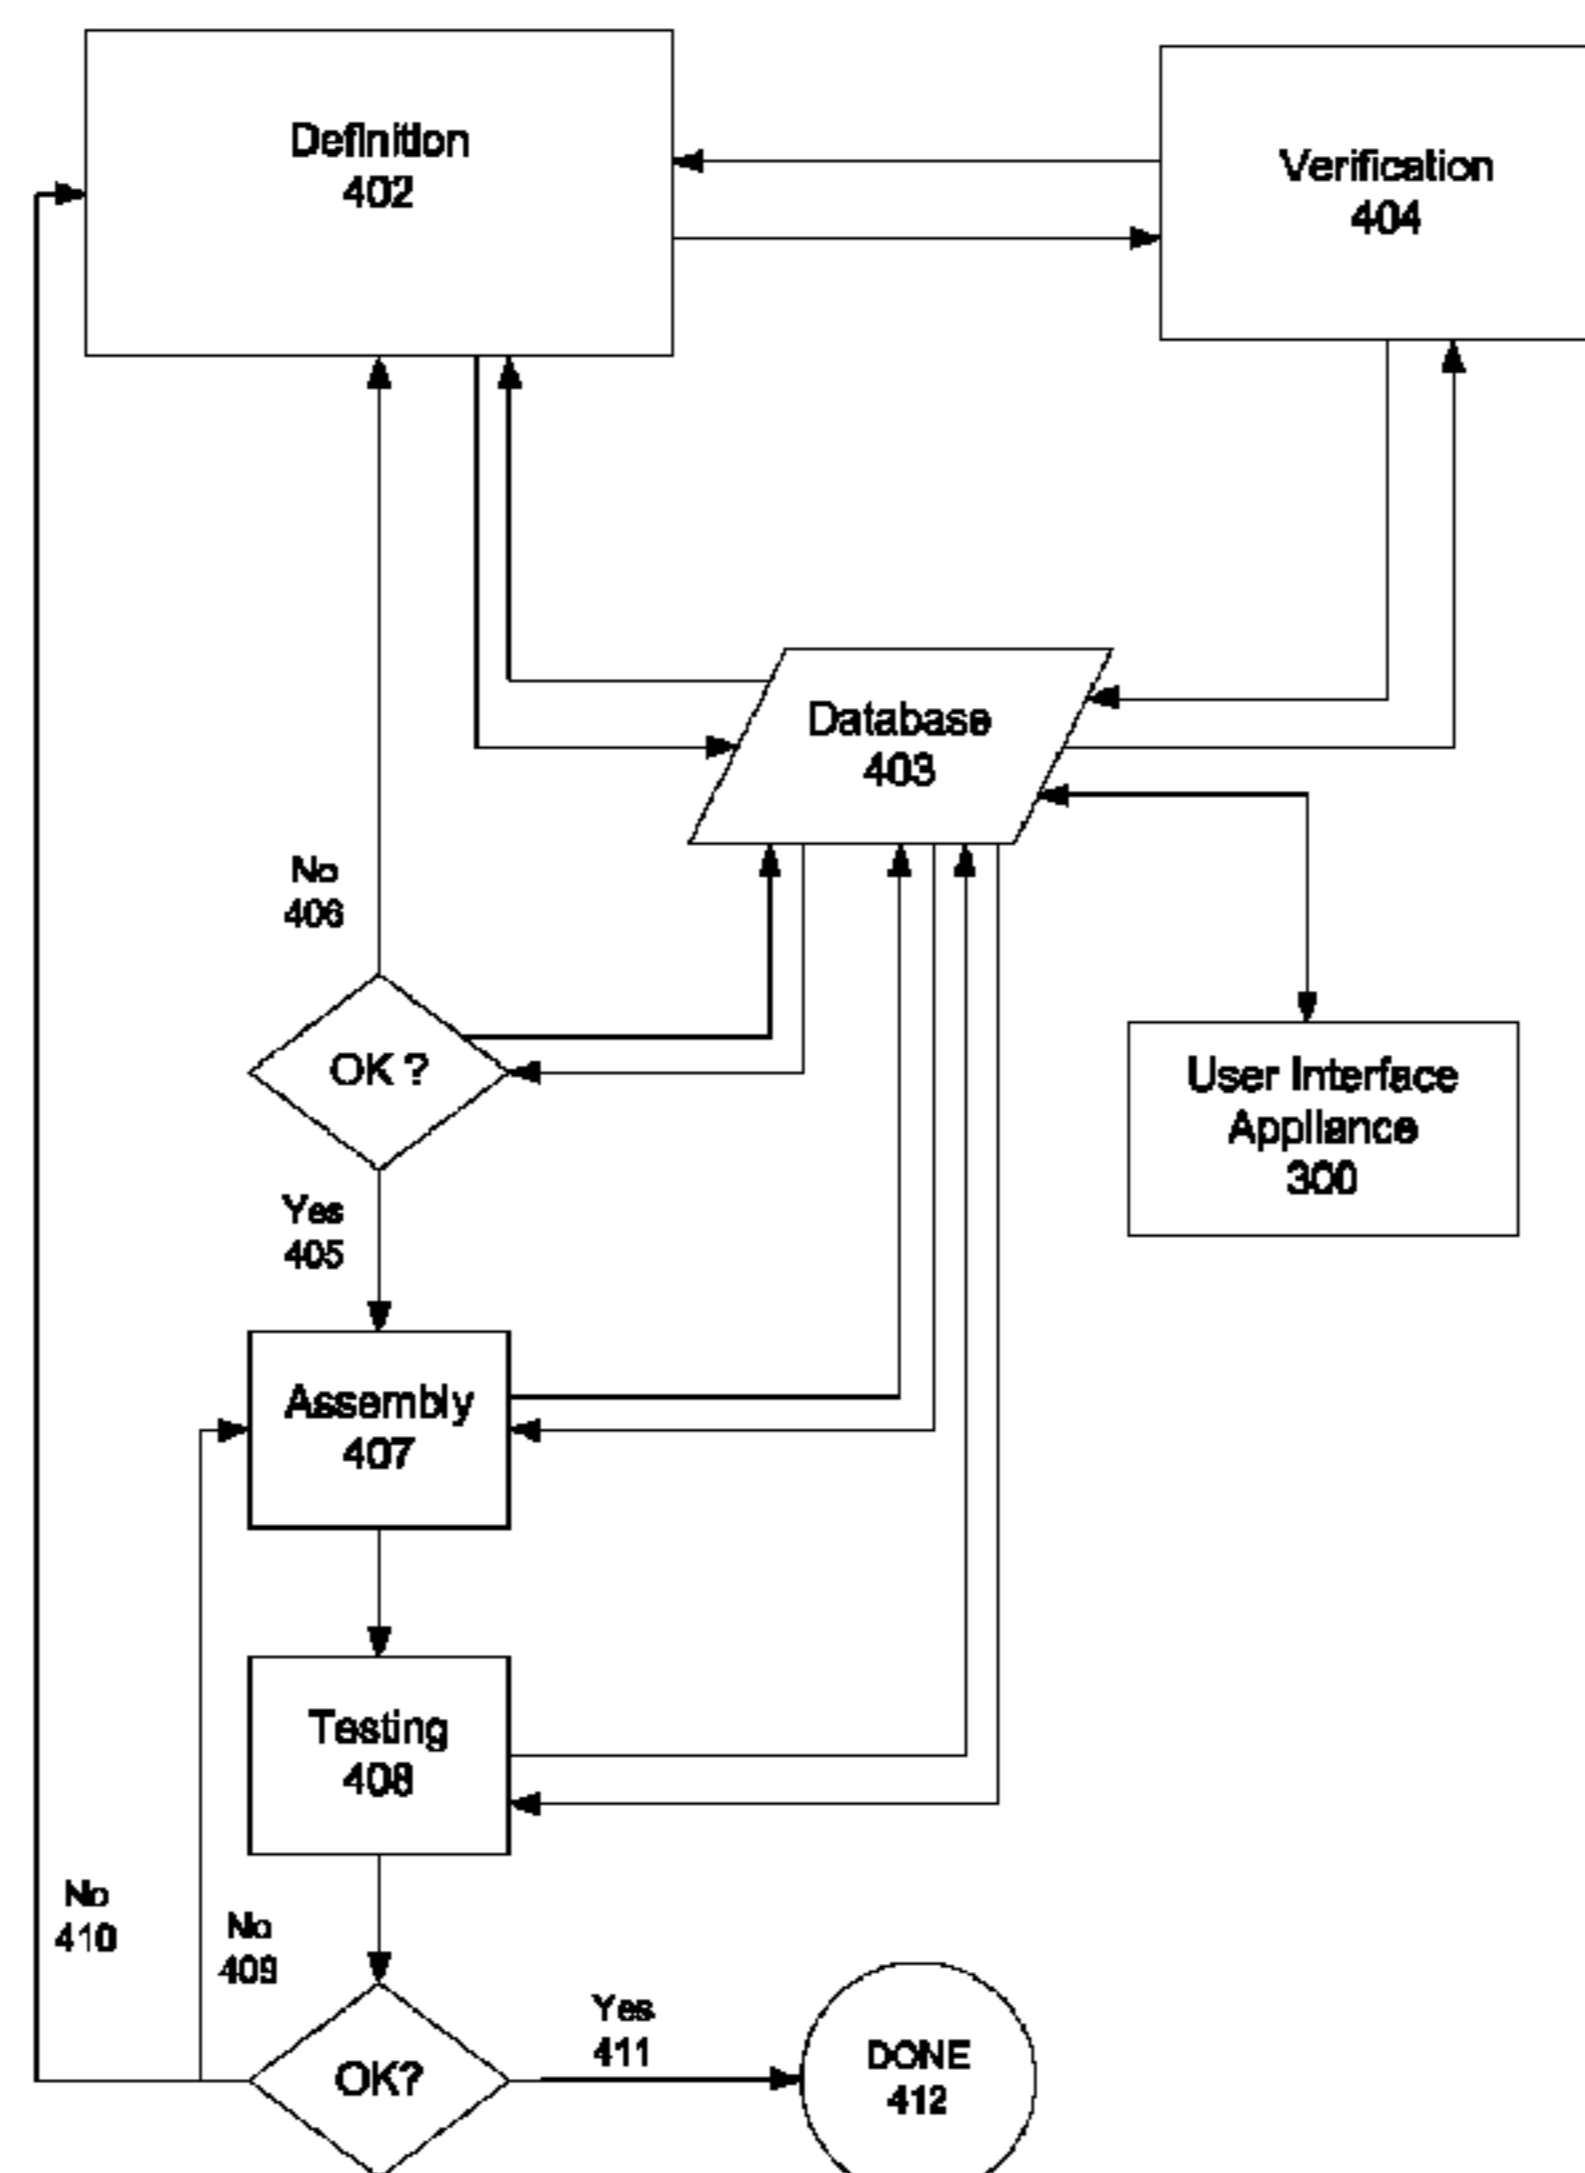 Definition
402
Verification
404
Database
403
No
406
OK ?
User Interface
Appliance
300
Yes
405
Assembly
407
Testing
408
No
410
No
409
Yes
411
OK?
DONE
412